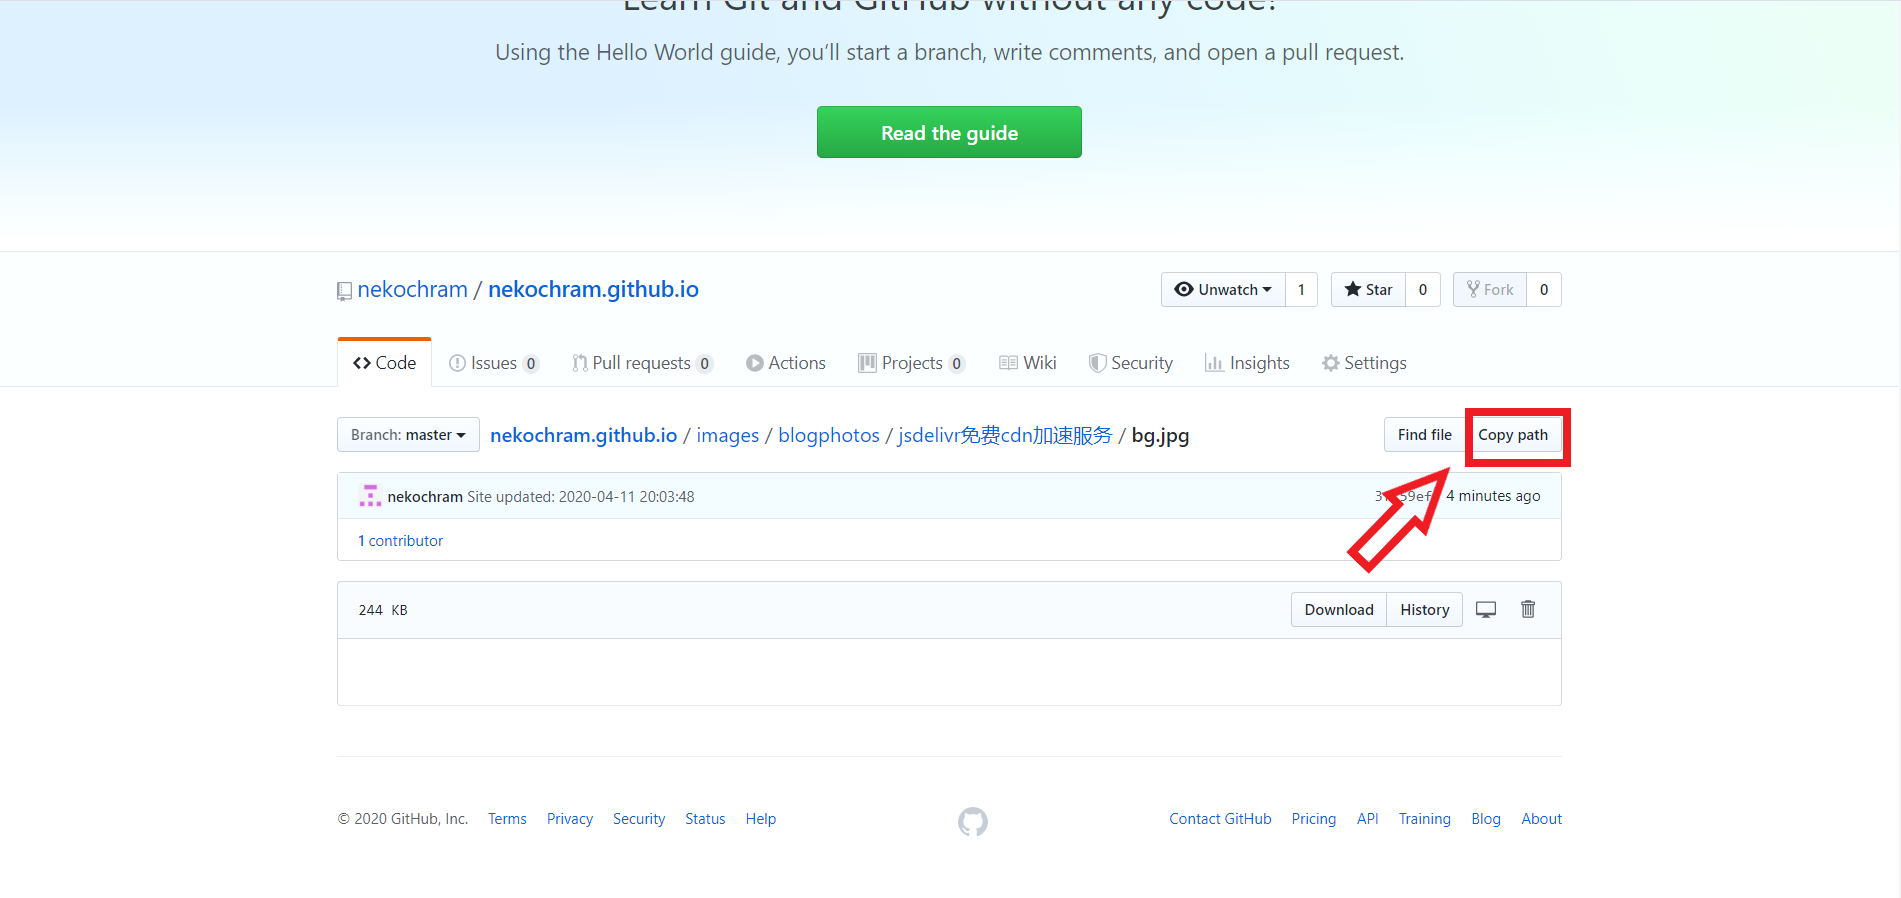 Learn Git and GitHub without any code!
Using the Hello World guide, you’ll start a branch, write comments, and open a pull request.
Read the guide
nekochram / nekochram.github.io
Unwatch 1 Star 0 Fork 0
Code Issues 0 Pull requests 0 Actions Projects 0 Wiki Security Insights Settings
Branch: master nekochram.github.io / images / blogphotos / jsdelivr免费cdn加速服务 / bg.jpg Find file Copy path
nekochram Site updated: 2020-04-11 20:03:48 4 minutes ago
1 contributor
244 KB Download History
© 2020 GitHub, Inc. Terms Privacy Security Status Help Contact GitHub Pricing API Training Blog About